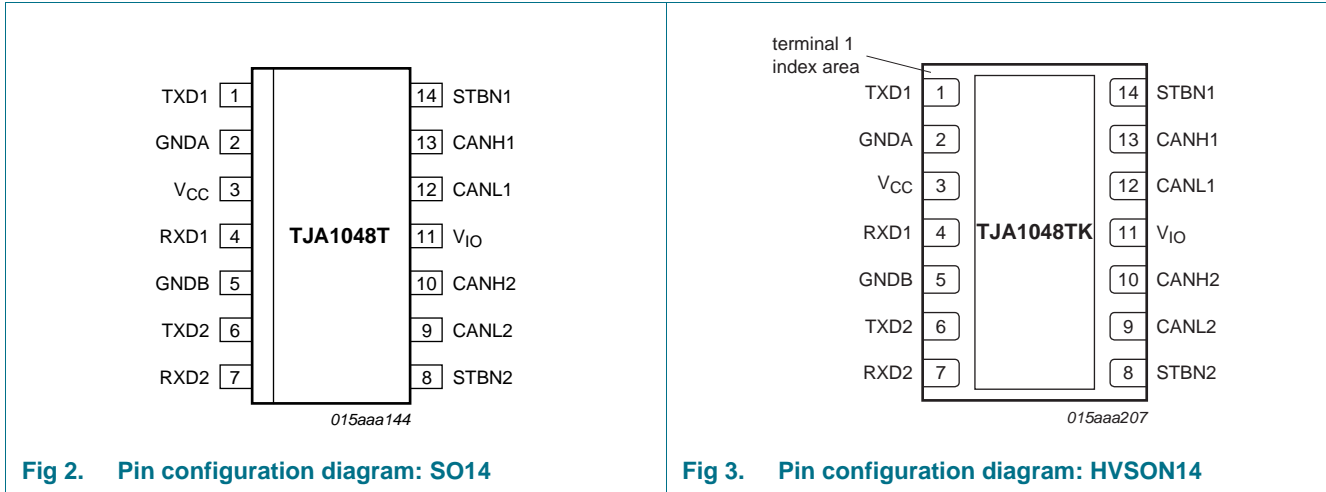 TXD1 1 14 STBN1
GNDA 2 13 CANH1
VCC 3 12 CANL1
RXD1 4 TJA1048T 11 VIO
GNDB 5 10 CANH2
TXD2 6 9 CANL2
RXD2 7 8 STBN2
015aaa144
Fig 2. Pin configuration diagram: SO14
terminal 1
index area
TXD1 1 14 STBN1
GNDA 2 13 CANH1
VCC 3 12 CANL1
RXD1 4 TJA1048TK 11 VIO
GNDB 5 10 CANH2
TXD2 6 9 CANL2
RXD2 7 8 STBN2
015aaa207
Fig 3. Pin configuration diagram: HVSON14